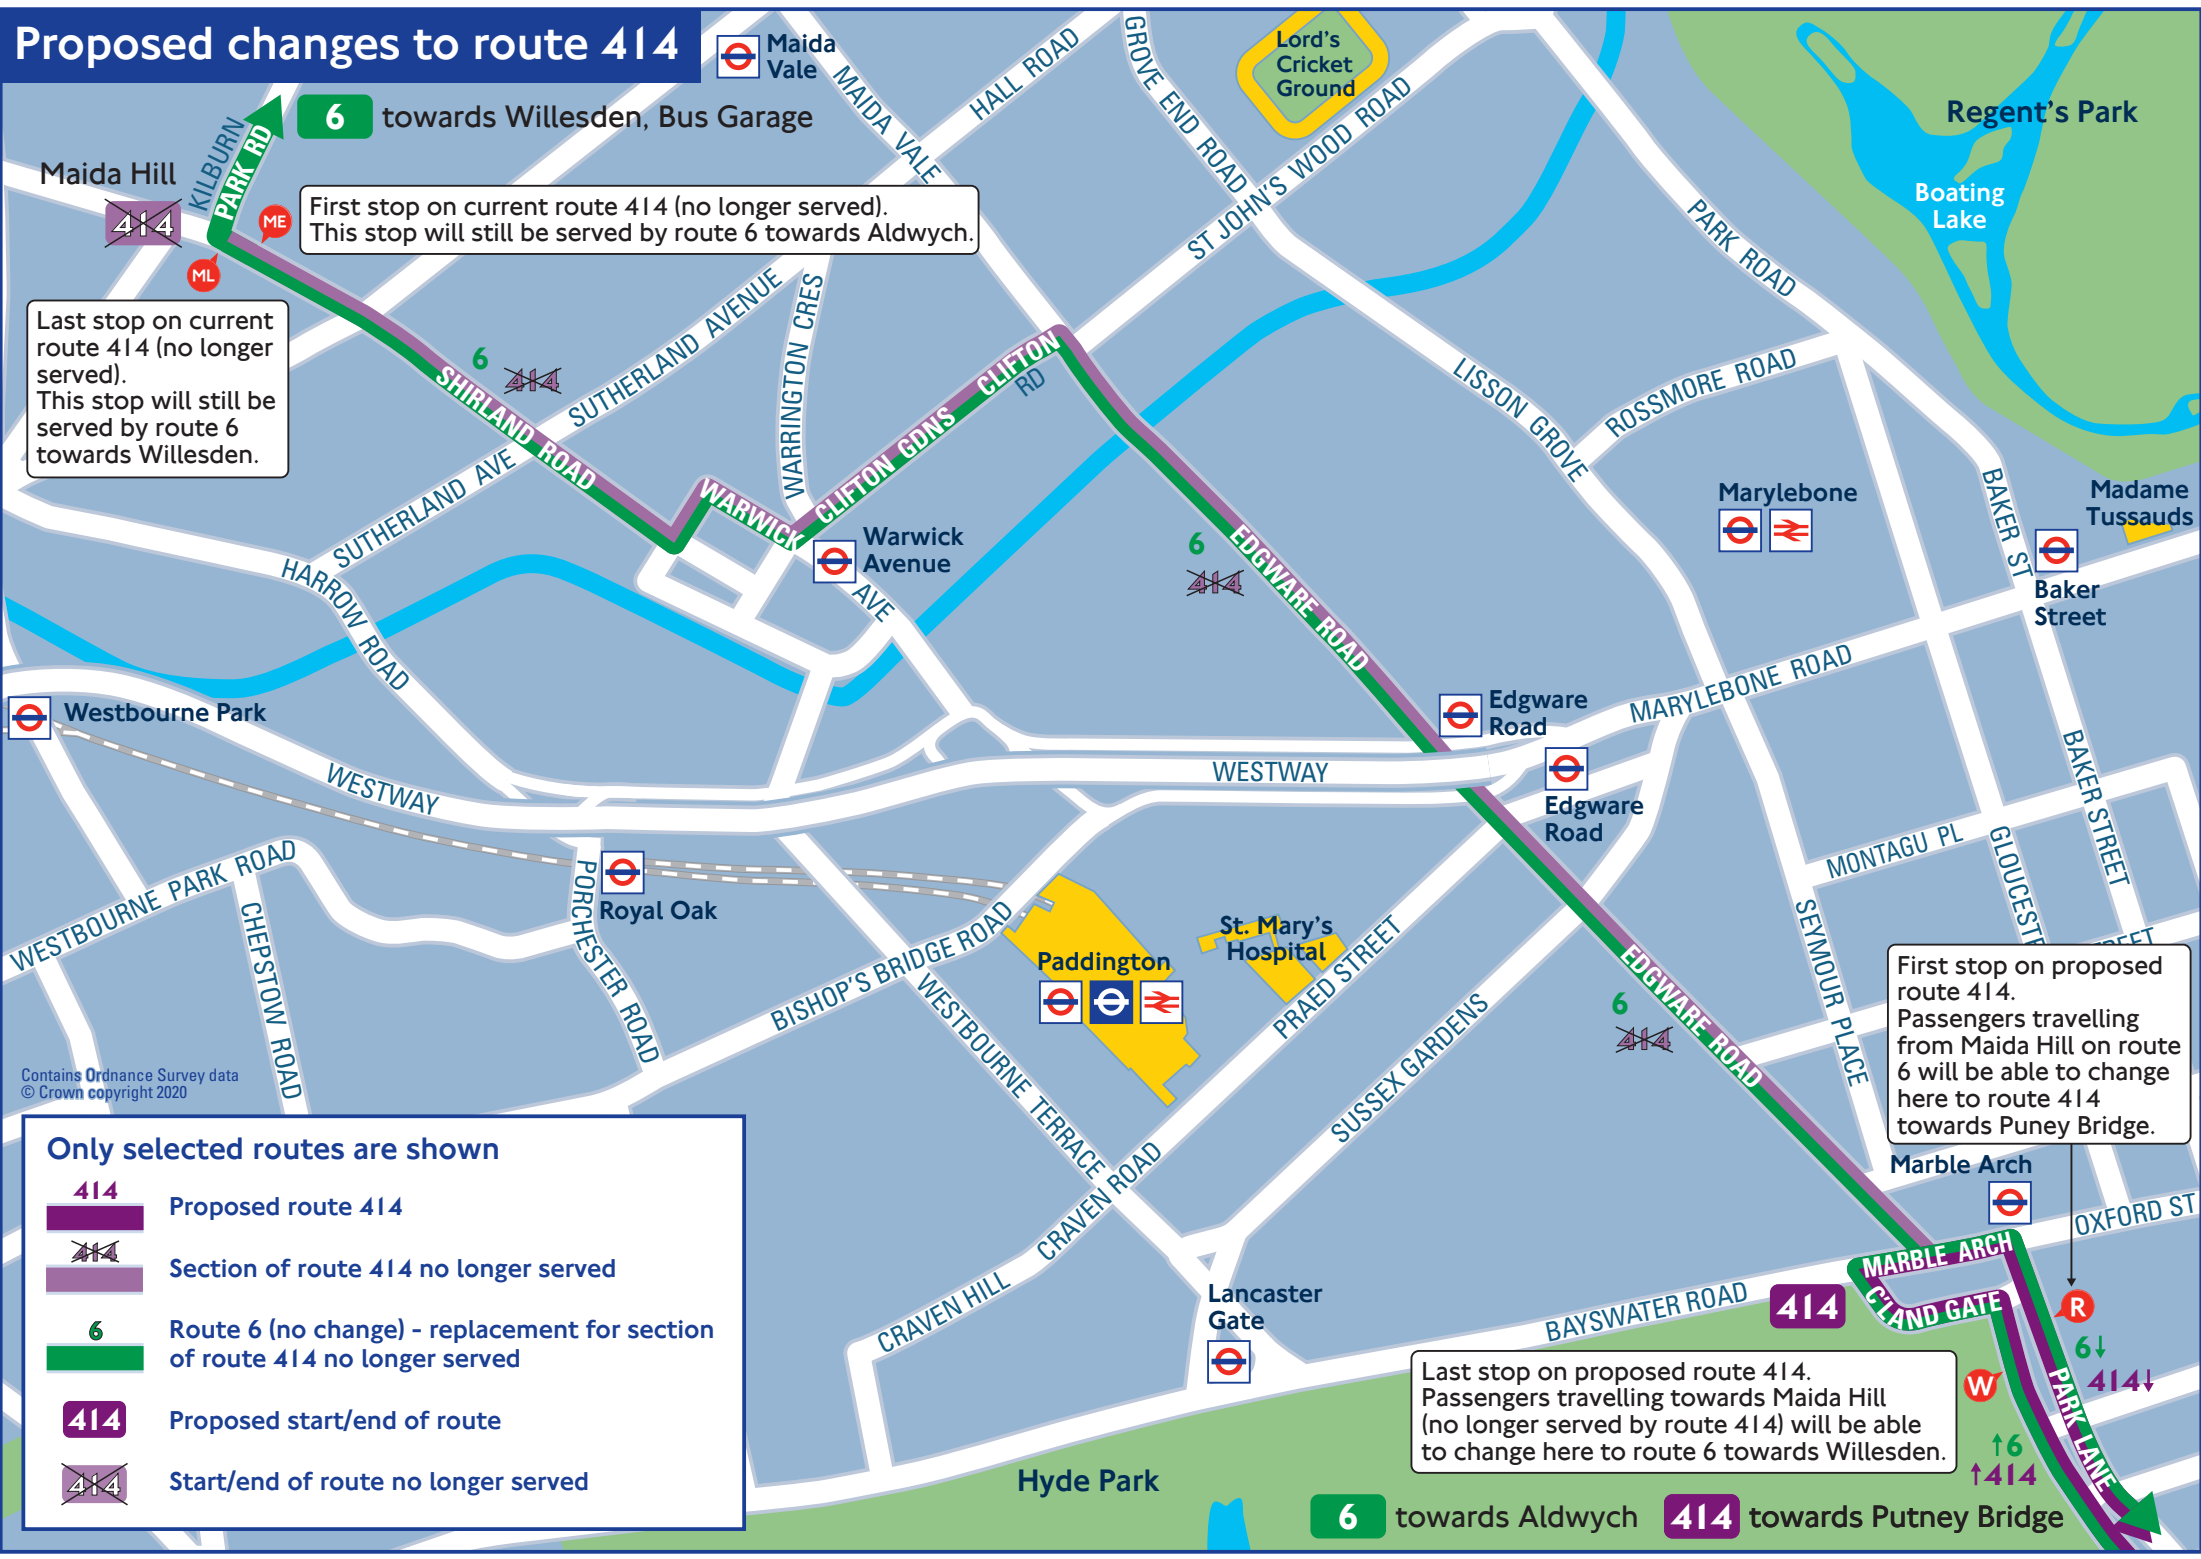 Proposed changes to route 414
Maida
Vale
MAIDA VALE
HALL ROAD
GROVE END ROAD
Lord's
Cricket
Ground
ST JOHN'S WOOD ROAD
Regent's Park
Boating
Lake
PARK ROAD
6 towards Willesden, Bus Garage
KILBURN
PARK RD
Maida Hill
414
ME
First stop on current route 414 (no longer served).
This stop will still be served by route 6 towards Aldwych.
ML
Last stop on current
route 414 (no longer
served).
This stop will still be
served by route 6
towards Willesden.
6
414
SHIRLAND ROAD
SUTHERLAND AVENUE
SUTHERLAND AVE
WARRINGTON CRES
CLIFTON
RD
CLIFTON GDNS
WARWICK
AVE
Warwick
Avenue
LISSON GROVE
ROSSMORE ROAD
Marylebone
BAKER ST
Madame
Tussauds
Baker
Street
6
414
EDGWARE ROAD
HARROW ROAD
Westbourne Park
WESTWAY
WESTWAY
Edgware
Road
MARYLEBONE ROAD
Edgware
Road
BAKER STREET
MONTAGU PL
GLOUCESTE
REET
SEYMOUR PLACE
WESTBOURNE PARK ROAD
CHEPSTOW ROAD
PORCHESTER ROAD
Royal Oak
BISHOP'S BRIDGE ROAD
Paddington
St. Mary's
Hospital
PRAED STREET
WESTBOURNE TERRACE
SUSSEX GARDENS
CRAVEN ROAD
CRAVEN HILL
EDGWARE ROAD
6
414
First stop on proposed
route 414.
Passengers travelling
from Maida Hill on route
6 will be able to change
here to route 414
towards Puney Bridge.
Marble Arch
OXFORD ST
MARBLE ARCH
C'LAND GATE
414
BAYSWATER ROAD
Lancaster
Gate
R
6↓
414↓
W
↑6
↑414
PARK LANE
Last stop on proposed route 414.
Passengers travelling towards Maida Hill
(no longer served by route 414) will be able
to change here to route 6 towards Willesden.
Hyde Park
6 towards Aldwych 414 towards Putney Bridge
Contains Ordnance Survey data
© Crown copyright 2020
Only selected routes are shown
414
Proposed route 414
414
Section of route 414 no longer served
6
Route 6 (no change) - replacement for section
of route 414 no longer served
414 Proposed start/end of route
414 Start/end of route no longer served